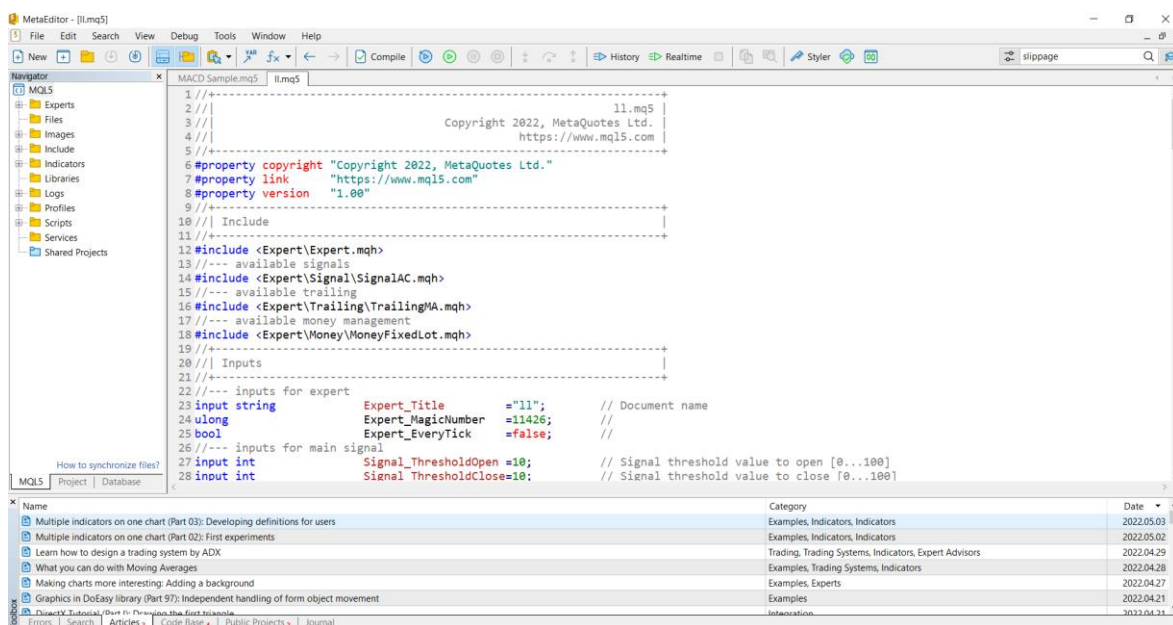 MetaEditor - [ll.mq5]
File Edit Search View Debug Tools Window Help
New VAR Compile History Realtime Styler slippage
Navigator
MQL5
Experts
Files
Images
Include
Indicators
Libraries
Logs
Profiles
Scripts
Services
Shared Projects
How to synchronize files?
MQL5 Project Database
MACD Sample.mq5 ll.mq5
1 //+------------------------------------------------------------------+
2 //| ll.mq5 |
3 //| Copyright 2022, MetaQuotes Ltd. |
4 //| https://www.mql5.com |
5 //+------------------------------------------------------------------+
6 #property copyright "Copyright 2022, MetaQuotes Ltd."
7 #property link "https://www.mql5.com"
8 #property version "1.00"
9 //+------------------------------------------------------------------+
10 //| Include |
11 //+------------------------------------------------------------------+
12 #include <Expert\Expert.mqh>
13 //--- available signals
14 #include <Expert\Signal\SignalAC.mqh>
15 //--- available trailing
16 #include <Expert\Trailing\TrailingMA.mqh>
17 //--- available money management
18 #include <Expert\Money\MoneyFixedLot.mqh>
19 //+------------------------------------------------------------------+
20 //| Inputs |
21 //+------------------------------------------------------------------+
22 //--- inputs for expert
23 input string Expert_Title ="ll"; // Document name
24 ulong Expert_MagicNumber =11426; //
25 bool Expert_EveryTick =false; //
26 //--- inputs for main signal
27 input int Signal_ThresholdOpen =10; // Signal threshold value to open [0...100]
28 input int Signal_ThresholdClose=10; // Signal threshold value to close [0...100]
Name Category Date
Multiple indicators on one chart (Part 03): Developing definitions for users Examples, Indicators, Indicators 2022.05.03
Multiple indicators on one chart (Part 02): First experiments Examples, Indicators, Indicators 2022.05.02
Learn how to design a trading system by ADX Trading, Trading Systems, Indicators, Expert Advisors 2022.04.29
What you can do with Moving Averages Examples, Trading Systems, Indicators 2022.04.28
Making charts more interesting: Adding a background Examples, Experts 2022.04.27
Graphics in DoEasy library (Part 97): Independent handling of form object movement Examples 2022.04.21
DirectX Tutorial (Part I): Drawing the first triangle Integration 2022.04.21
Errors Search Articles Code Base Public Projects Journal